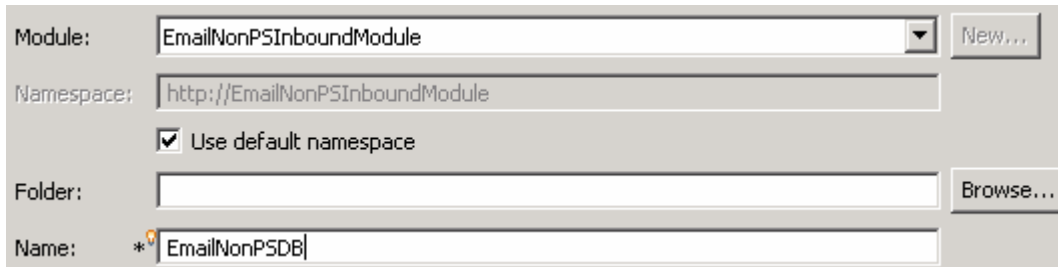 Module: EmailNonPSInboundModule New...
Namespace: http://EmailNonPSInboundModule
Use default namespace
Folder: Browse...
Name: * EmailNonPSDB